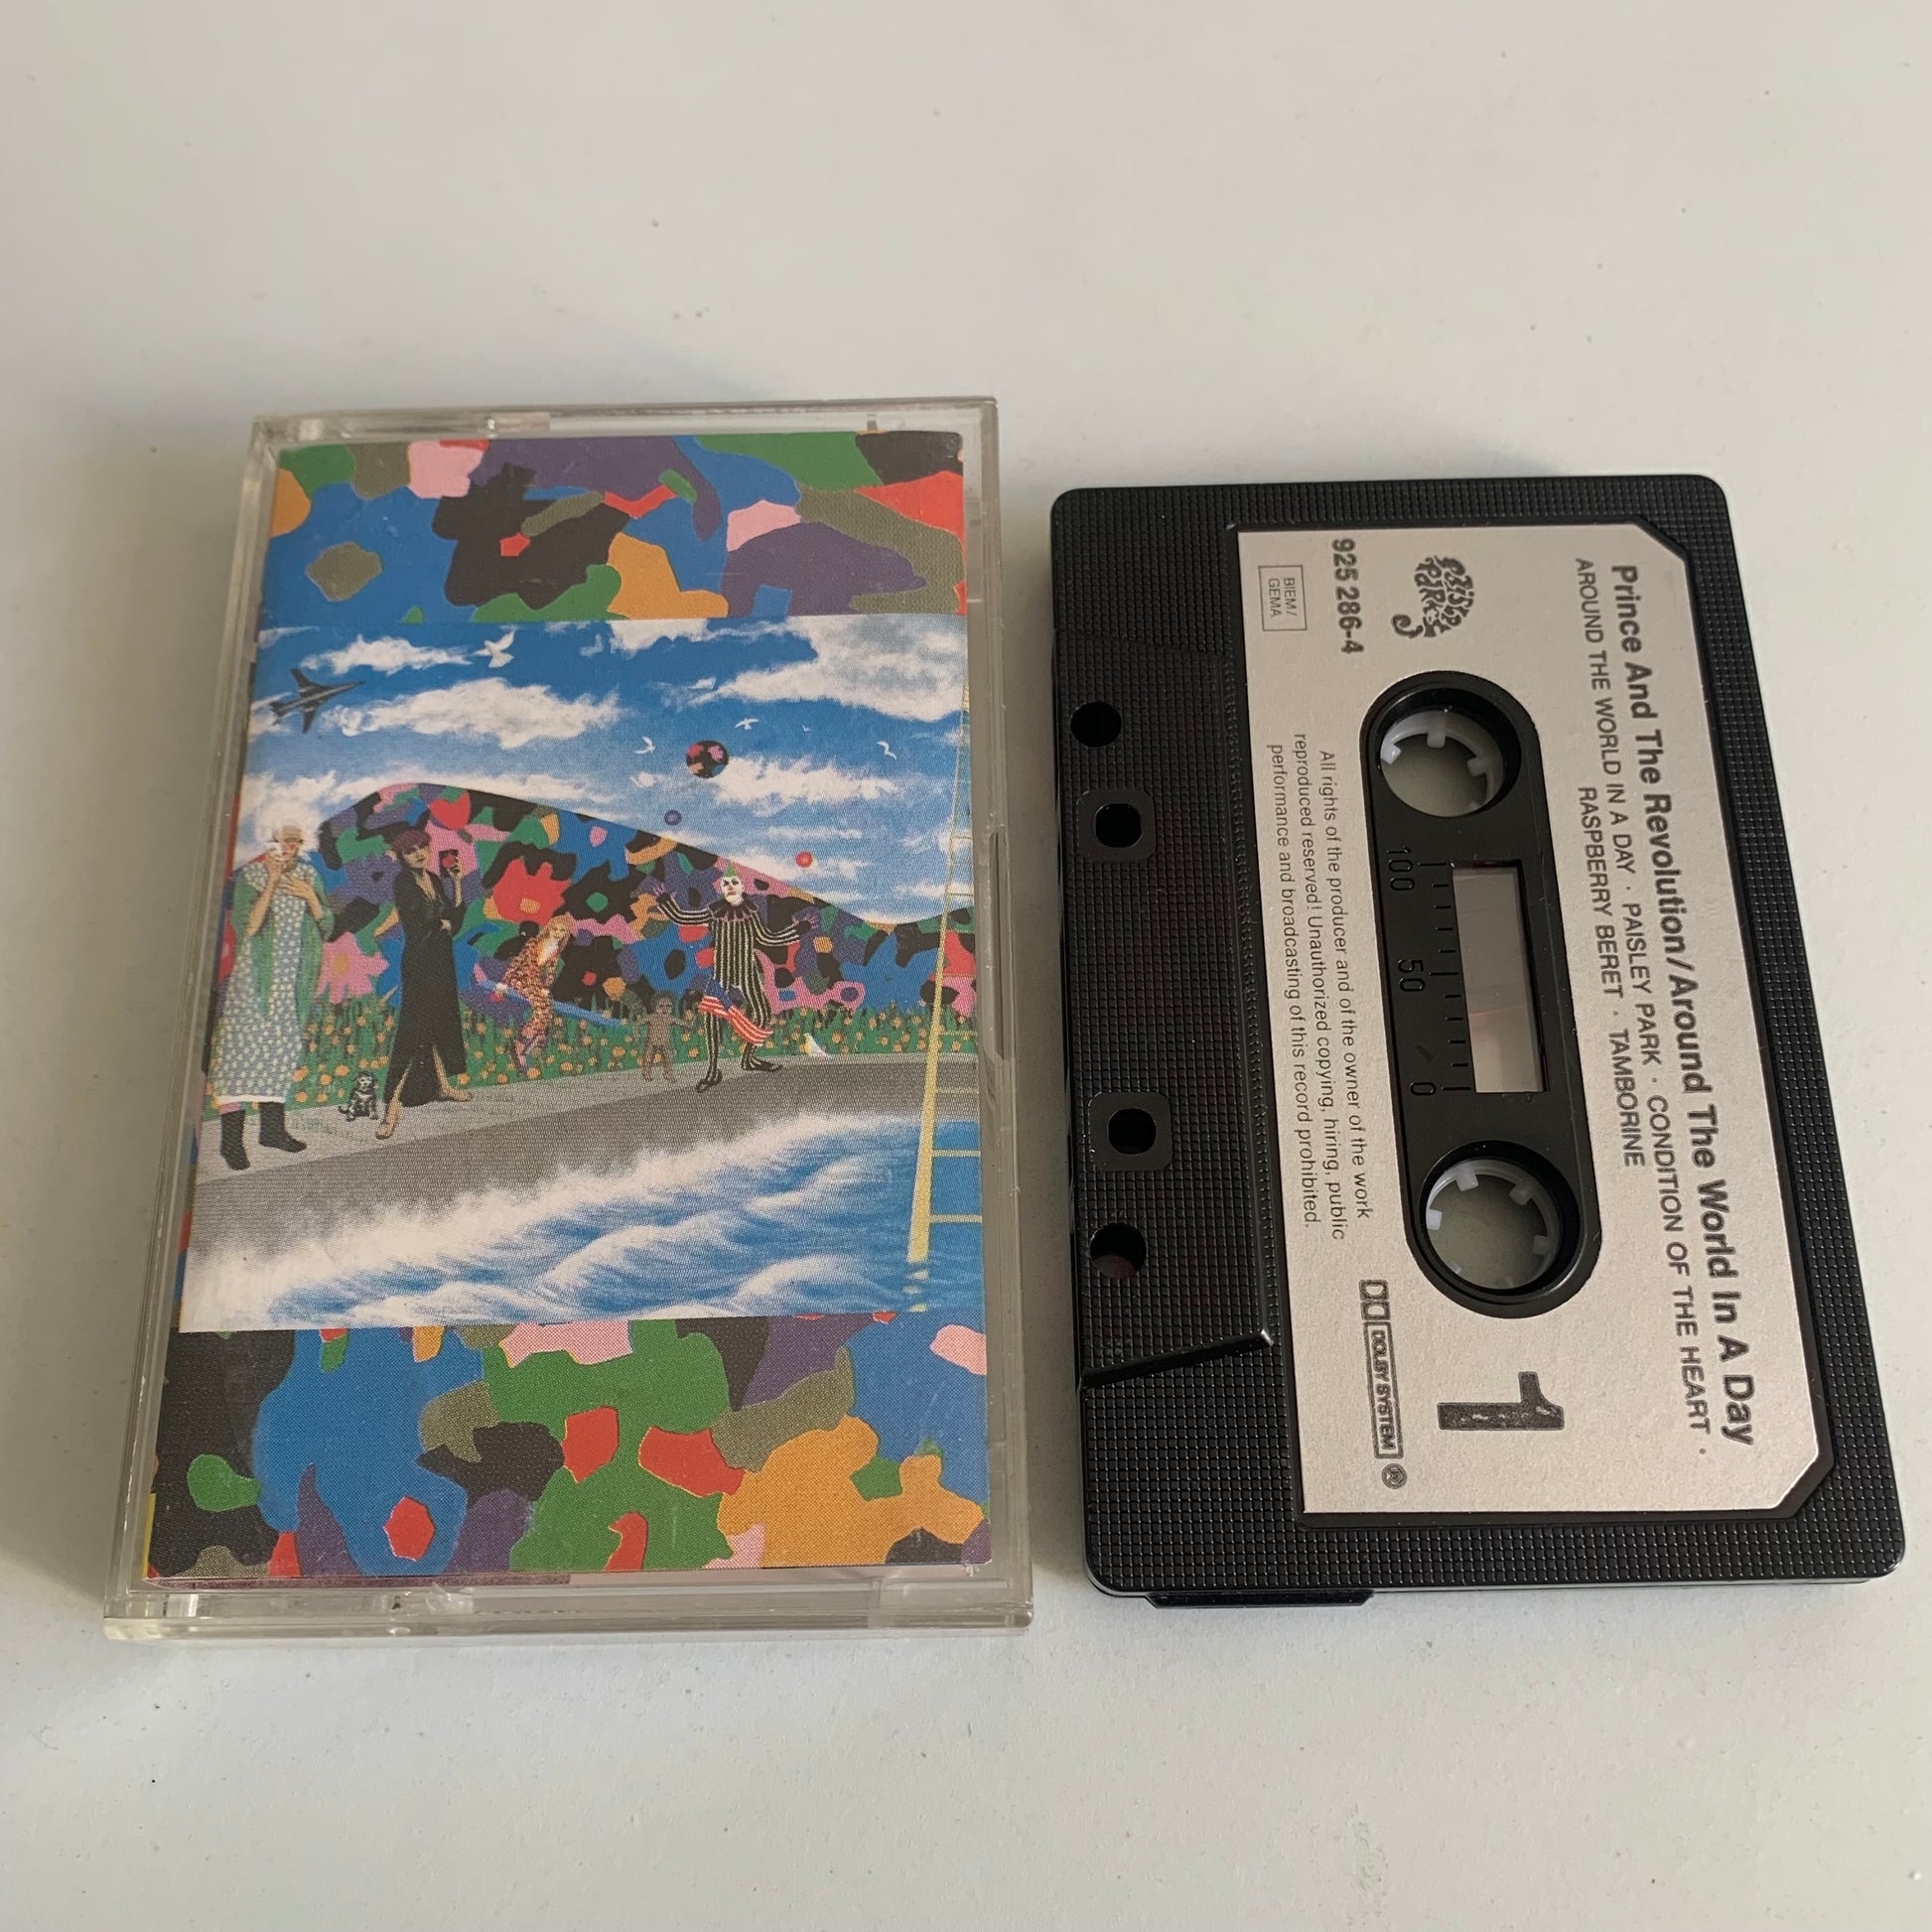 Prince And The Revolution/Around The World In A Day
AROUND THE WORLD IN A DAY · PAISLEY PARK · CONDITION OF THE HEART ·
RASPBERRY BERET · TAMBORINE
paisley park
925 286-4
BIEM/
GEMA
100 50 0
1
All rights of the producer and of the owner of the work
reproduced reserved! Unauthorized copying, hiring, public
performance and broadcasting of this record prohibited.
DOLBY SYSTEM ®